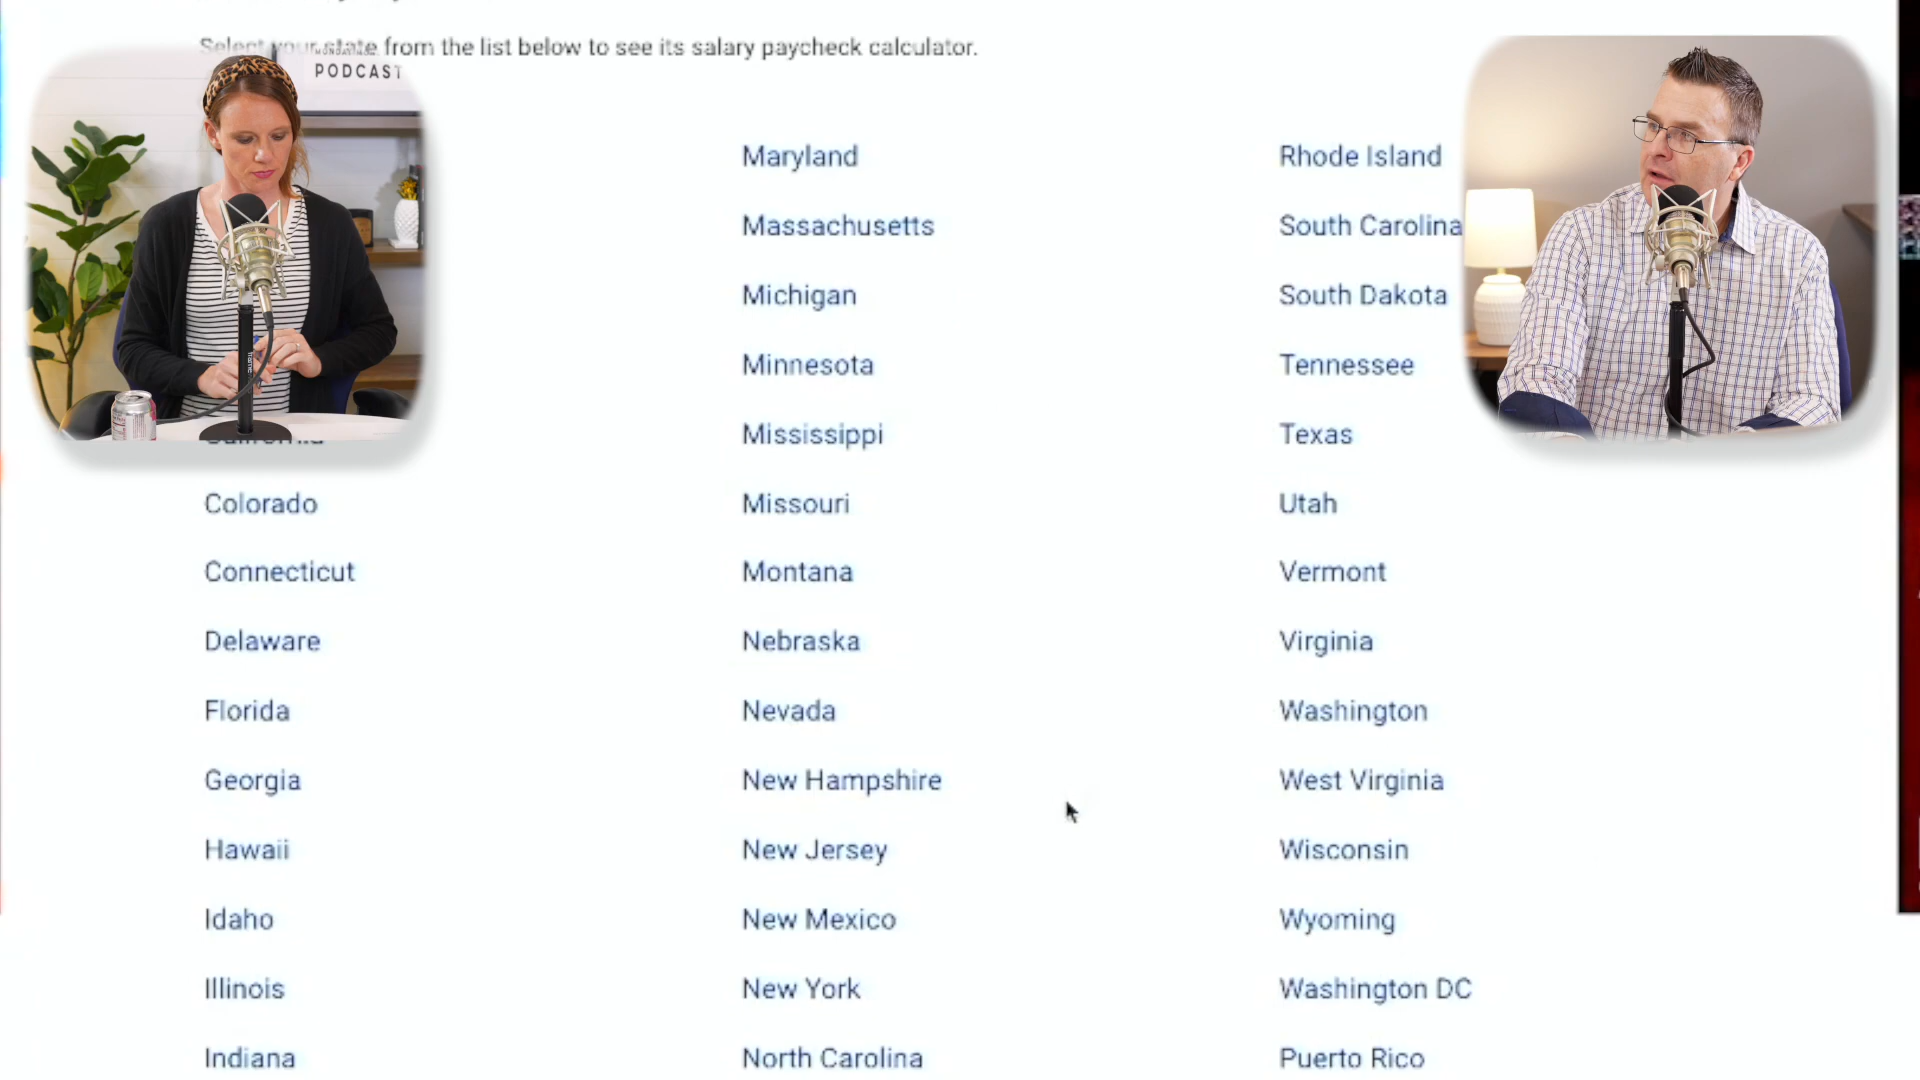 Select your state from the list below to see its salary paycheck calculator.
PODCAST
Maryland
Rhode Island
Massachusetts
South Carolina
Michigan
South Dakota
Minnesota
Tennessee
California
Mississippi
Texas
Colorado
Missouri
Utah
Connecticut
Montana
Vermont
Delaware
Nebraska
Virginia
Florida
Nevada
Washington
Georgia
New Hampshire
West Virginia
Hawaii
New Jersey
Wisconsin
Idaho
New Mexico
Wyoming
Illinois
New York
Washington DC
Indiana
North Carolina
Puerto Rico